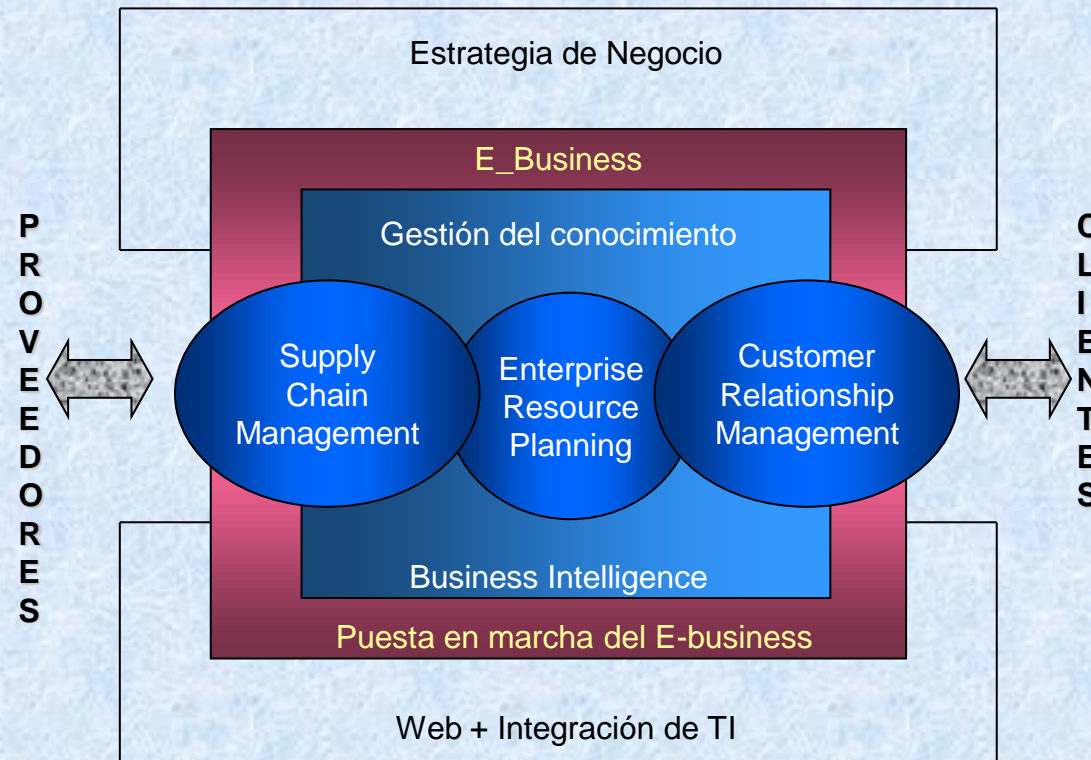 Estrategia de Negocio
E_Business
Gestión del conocimiento
PROVEEDORES
Supply
Chain
Management
Enterprise
Resource
Planning
Customer
Relationship
Management
CLIENTES
Business Intelligence
Puesta en marcha del E-business
Web + Integración de TI